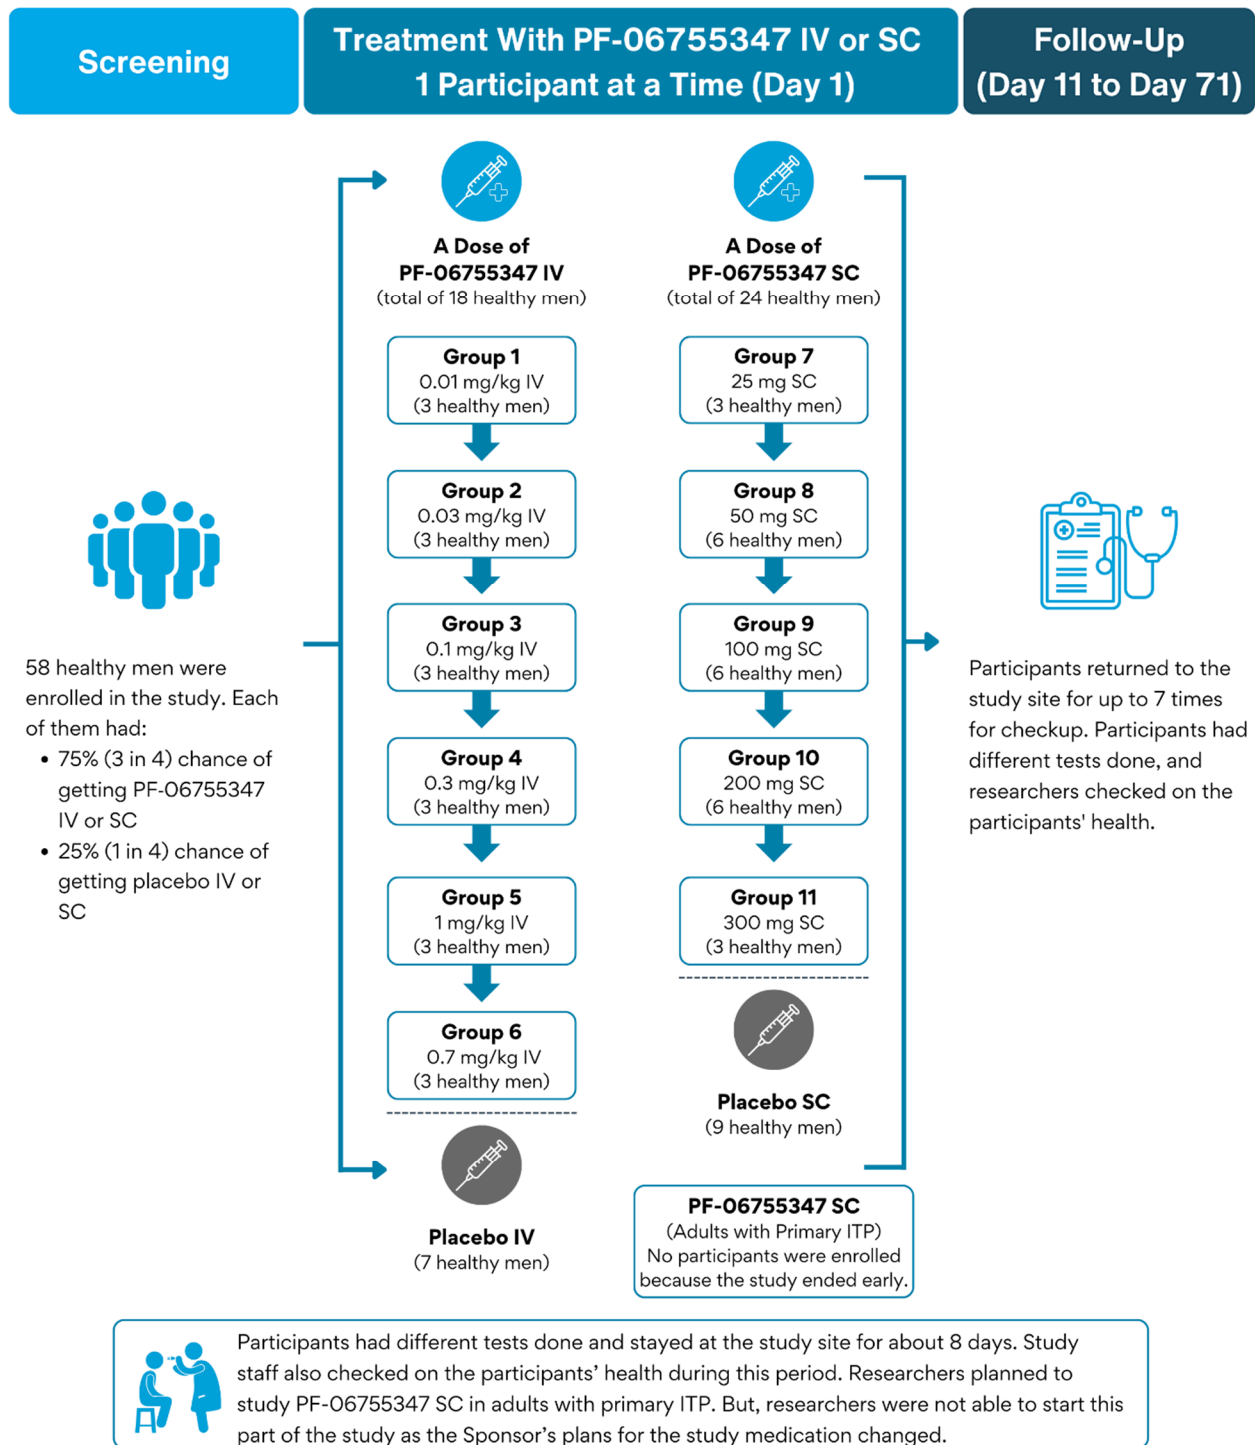 Screening
Treatment With PF-06755347 IV or SC
1 Participant at a Time (Day 1)
Follow-Up
(Day 11 to Day 71)
58 healthy men were
enrolled in the study. Each
of them had:
• 75% (3 in 4) chance of
getting PF-06755347
IV or SC
• 25% (1 in 4) chance of
getting placebo IV or
SC
A Dose of
PF-06755347 IV
(total of 18 healthy men)
Group 1
0.01 mg/kg IV
(3 healthy men)
Group 2
0.03 mg/kg IV
(3 healthy men)
Group 3
0.1 mg/kg IV
(3 healthy men)
Group 4
0.3 mg/kg IV
(3 healthy men)
Group 5
1 mg/kg IV
(3 healthy men)
Group 6
0.7 mg/kg IV
(3 healthy men)
Placebo IV
(7 healthy men)
A Dose of
PF-06755347 SC
(total of 24 healthy men)
Group 7
25 mg SC
(3 healthy men)
Group 8
50 mg SC
(6 healthy men)
Group 9
100 mg SC
(6 healthy men)
Group 10
200 mg SC
(6 healthy men)
Group 11
300 mg SC
(3 healthy men)
Placebo SC
(9 healthy men)
PF-06755347 SC
(Adults with Primary ITP)
No participants were enrolled
because the study ended early.
Participants returned to the
study site for up to 7 times
for checkup. Participants had
different tests done, and
researchers checked on the
participants' health.
Participants had different tests done and stayed at the study site for about 8 days. Study
staff also checked on the participants’ health during this period. Researchers planned to
study PF-06755347 SC in adults with primary ITP. But, researchers were not able to start this
part of the study as the Sponsor’s plans for the study medication changed.